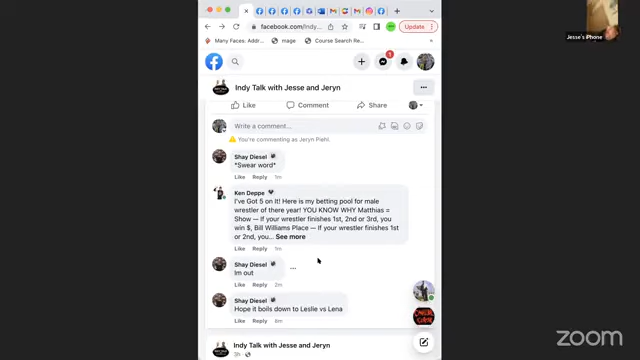 Update
facebook.com/indy
Many Faces: Addr...
mage
Course Search Re...
1
Indy Talk with Jesse and Jeryn
Like
Comment
Share
Write a comment...
You're commenting as Jeryn Piehl.
Shay Diesel
*Swear word*
Like Reply 1m
Ken Deppe
I've Got 5 on It! Here is my betting pool for male
wrestler of there year! YOU KNOW WHY Matthias =
Show — If your wrestler finishes 1st, 2nd or 3rd, you
win $, Bill Williams Place — If your wrestler finishes 1st
or 2nd, you... See more
Like Reply 1m
Shay Diesel
Im out
Like Reply 2m
Shay Diesel
Hope it boils down to Leslie vs Lena
Like Reply 8m
Indy Talk with Jesse and Jeryn
3h
Jesse's iPhone
zoom